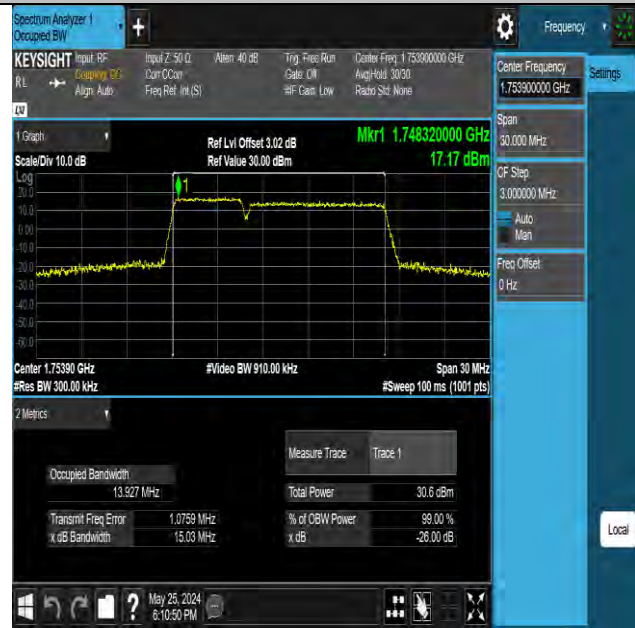 Spectrum Analyzer 1
Occupied BW
+
Frequency
KEYSIGHT
RL
Input: RF
Coupling: DC
Align: Auto
Input Z: 50 Ω
Corr CCorr
Freq Ref: Int (S)
Atten: 40 dB
Trig: Free Run
Gate: Off
#IF Gain: Low
Center Freq: 1.753900000 GHz
Avg|Hold: 30/30
Radio Std: None
LXI
1 Graph
Scale/Div 10.0 dB
Ref Lvl Offset 3.02 dB
Ref Value 30.00 dBm
Mkr1 1.748320000 GHz
17.17 dBm
Log
20.0
10.0
0.00
-10.0
-20.0
-30.0
-40.0
-50.0
-60.0
1
Center 1.75390 GHz
#Res BW 300.00 kHz
#Video BW 910.00 kHz
Span 30 MHz
#Sweep 100 ms (1001 pts)
2 Metrics
Measure Trace Trace 1
Occupied Bandwidth
13.927 MHz
Total Power 30.6 dBm
Transmit Freq Error 1.0759 MHz
% of OBW Power 99.00 %
x dB Bandwidth 15.03 MHz
x dB -26.00 dB
Center Frequency
1.753900000 GHz
Settings
Span
30.000 MHz
CF Step
3.000000 MHz
Auto
Man
Freq Offset
0 Hz
Local
?
May 25, 2024
6:10:50 PM